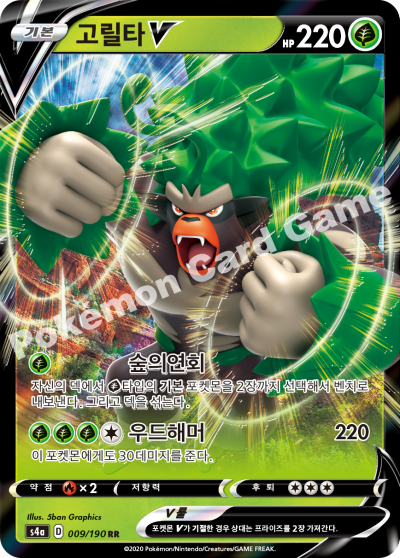 기본 고릴타 V HP 220
Pokémon Card Game
숲의연회
자신의 덱에서 타입의 기본 포켓몬을 2장까지 선택해서 벤치로
내보낸다. 그리고 덱을 섞는다.
우드해머 220
이 포켓몬에게도 30데미지를 준다.
약점 ×2 저항력 후퇴
Illus. 5ban Graphics
s4a D 009/190 RR
V룰
포켓몬 V가 기절한 경우 상대는 프라이즈를 2장 가져간다.
©2020 Pokémon/Nintendo/Creatures/GAME FREAK.